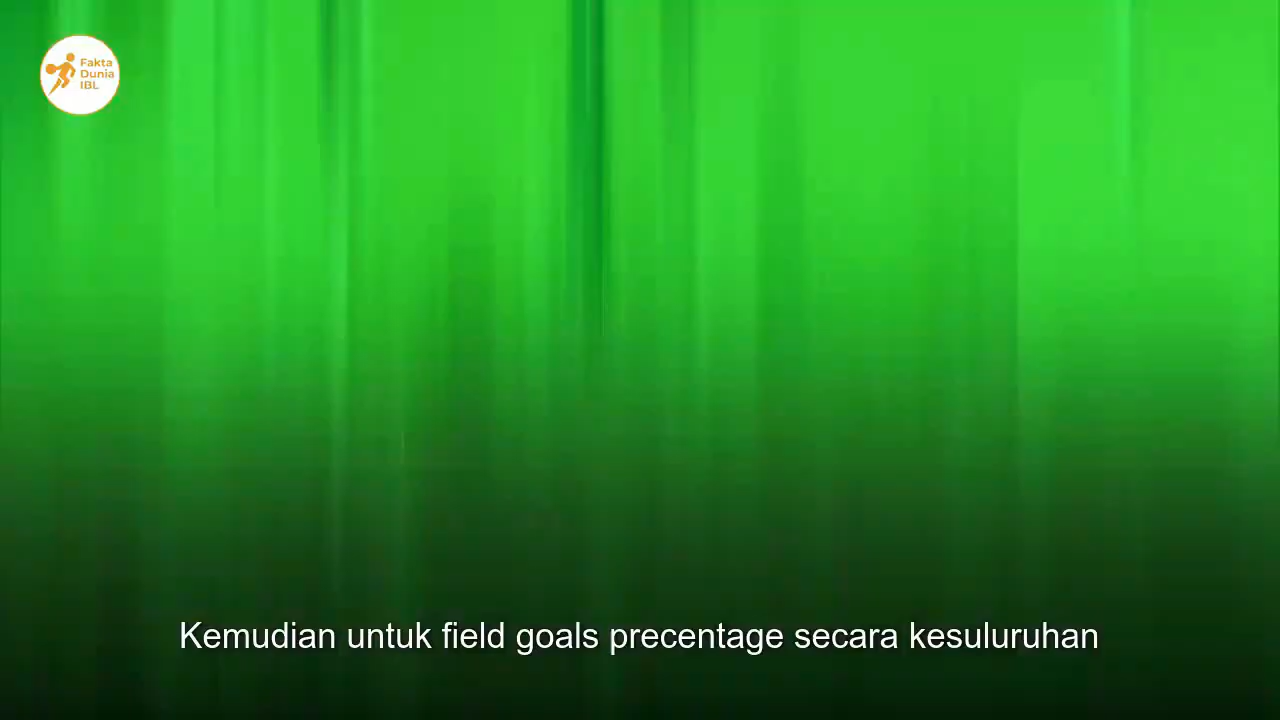 Fakta
Dunia
IBL
Kemudian untuk field goals precentage secara kesuluruhan